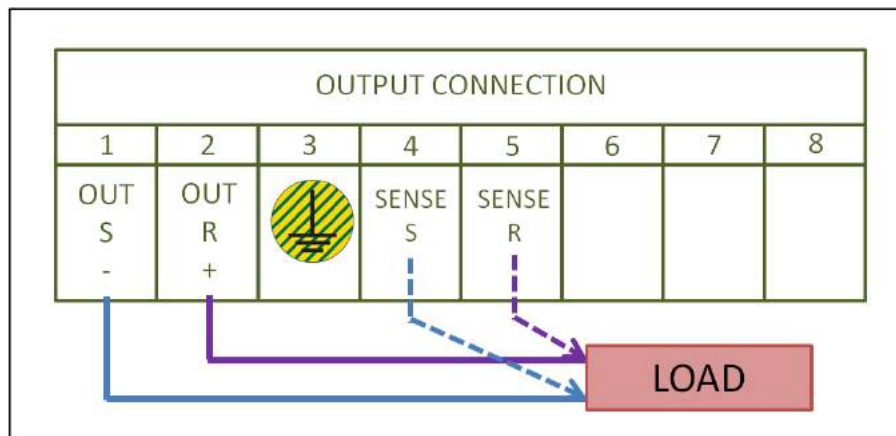 OUTPUT CONNECTION
1 2 3 4 5 6 7 8
OUT OUT SENSE SENSE
S R S R
- +
LOAD